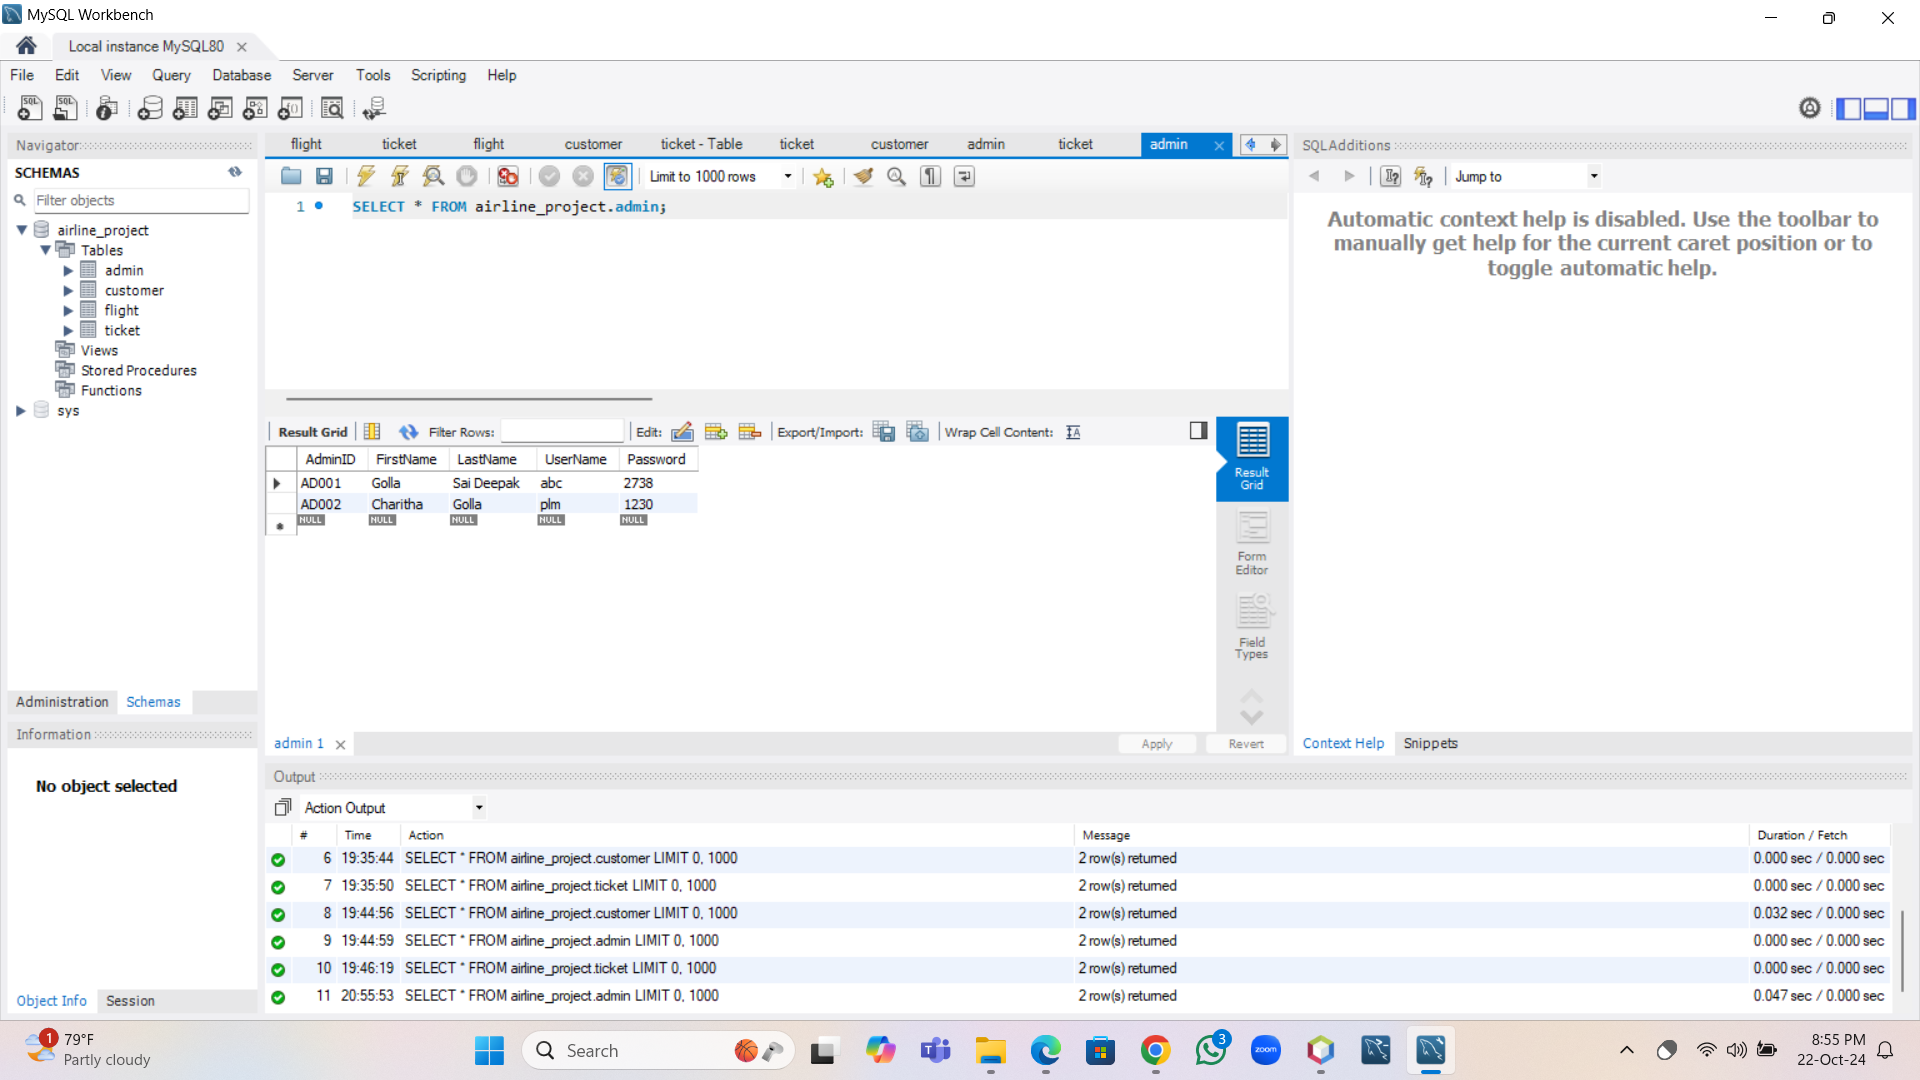 MySQL Workbench
Local instance MySQL80
File Edit View Query Database Server Tools Scripting Help
Navigator
SCHEMAS
Filter objects
airline_project
Tables
admin
customer
flight
ticket
Views
Stored Procedures
Functions
sys
Administration Schemas
Information
No object selected
Object Info Session
flight ticket flight customer ticket - Table ticket customer admin ticket admin
Limit to 1000 rows
1 SELECT * FROM airline_project.admin;
Result Grid Filter Rows: Edit: Export/Import: Wrap Cell Content:
AdminID FirstName LastName UserName Password
AD001 Golla Sai Deepak abc 2738
AD002 Charitha Golla plm 1230
NULL NULL NULL NULL NULL
Result Grid
Form Editor
Field Types
admin 1
Apply Revert
SQLAdditions
Jump to
Automatic context help is disabled. Use the toolbar to
manually get help for the current caret position or to
toggle automatic help.
Context Help Snippets
Output
Action Output
# Time Action Message Duration / Fetch
6 19:35:44 SELECT * FROM airline_project.customer LIMIT 0, 1000 2 row(s) returned 0.000 sec / 0.000 sec
7 19:35:50 SELECT * FROM airline_project.ticket LIMIT 0, 1000 2 row(s) returned 0.000 sec / 0.000 sec
8 19:44:56 SELECT * FROM airline_project.customer LIMIT 0, 1000 2 row(s) returned 0.032 sec / 0.000 sec
9 19:44:59 SELECT * FROM airline_project.admin LIMIT 0, 1000 2 row(s) returned 0.000 sec / 0.000 sec
10 19:46:19 SELECT * FROM airline_project.ticket LIMIT 0, 1000 2 row(s) returned 0.000 sec / 0.000 sec
11 20:55:53 SELECT * FROM airline_project.admin LIMIT 0, 1000 2 row(s) returned 0.047 sec / 0.000 sec
1
79°F
Partly cloudy
Search
3
zoom
8:55 PM
22-Oct-24